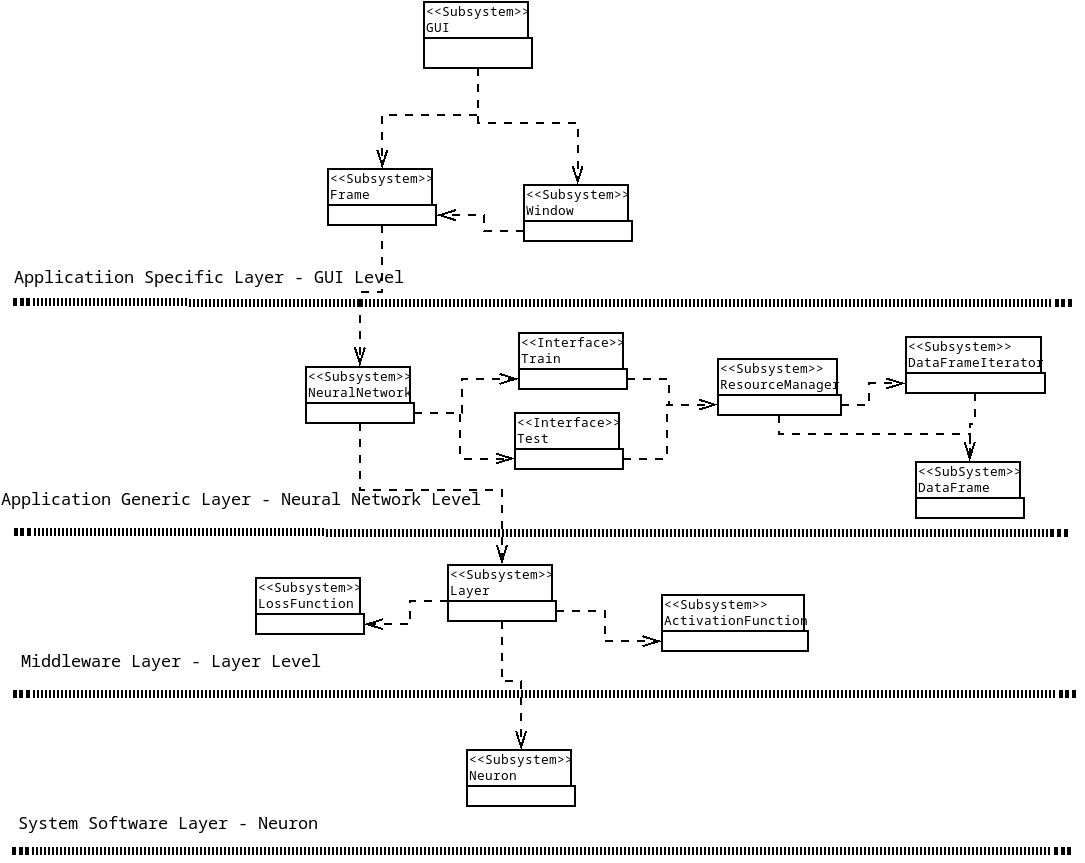 <<Subsystem>>
GUI
<<Subsystem>>
Frame
<<Subsystem>>
Window
Applicatiion Specific Layer - GUI Level
<<Subsystem>>
NeuralNetwork
<<Interface>>
Train
<<Interface>>
Test
<<Subsystem>>
ResourceManager
<<Subsystem>>
DataFrameIterator
<<SubSystem>>
DataFrame
Application Generic Layer - Neural Network Level
<<Subsystem>>
LossFunction
<<Subsystem>>
Layer
<<Subsystem>>
ActivationFunction
Middleware Layer - Layer Level
<<Subsystem>>
Neuron
System Software Layer - Neuron